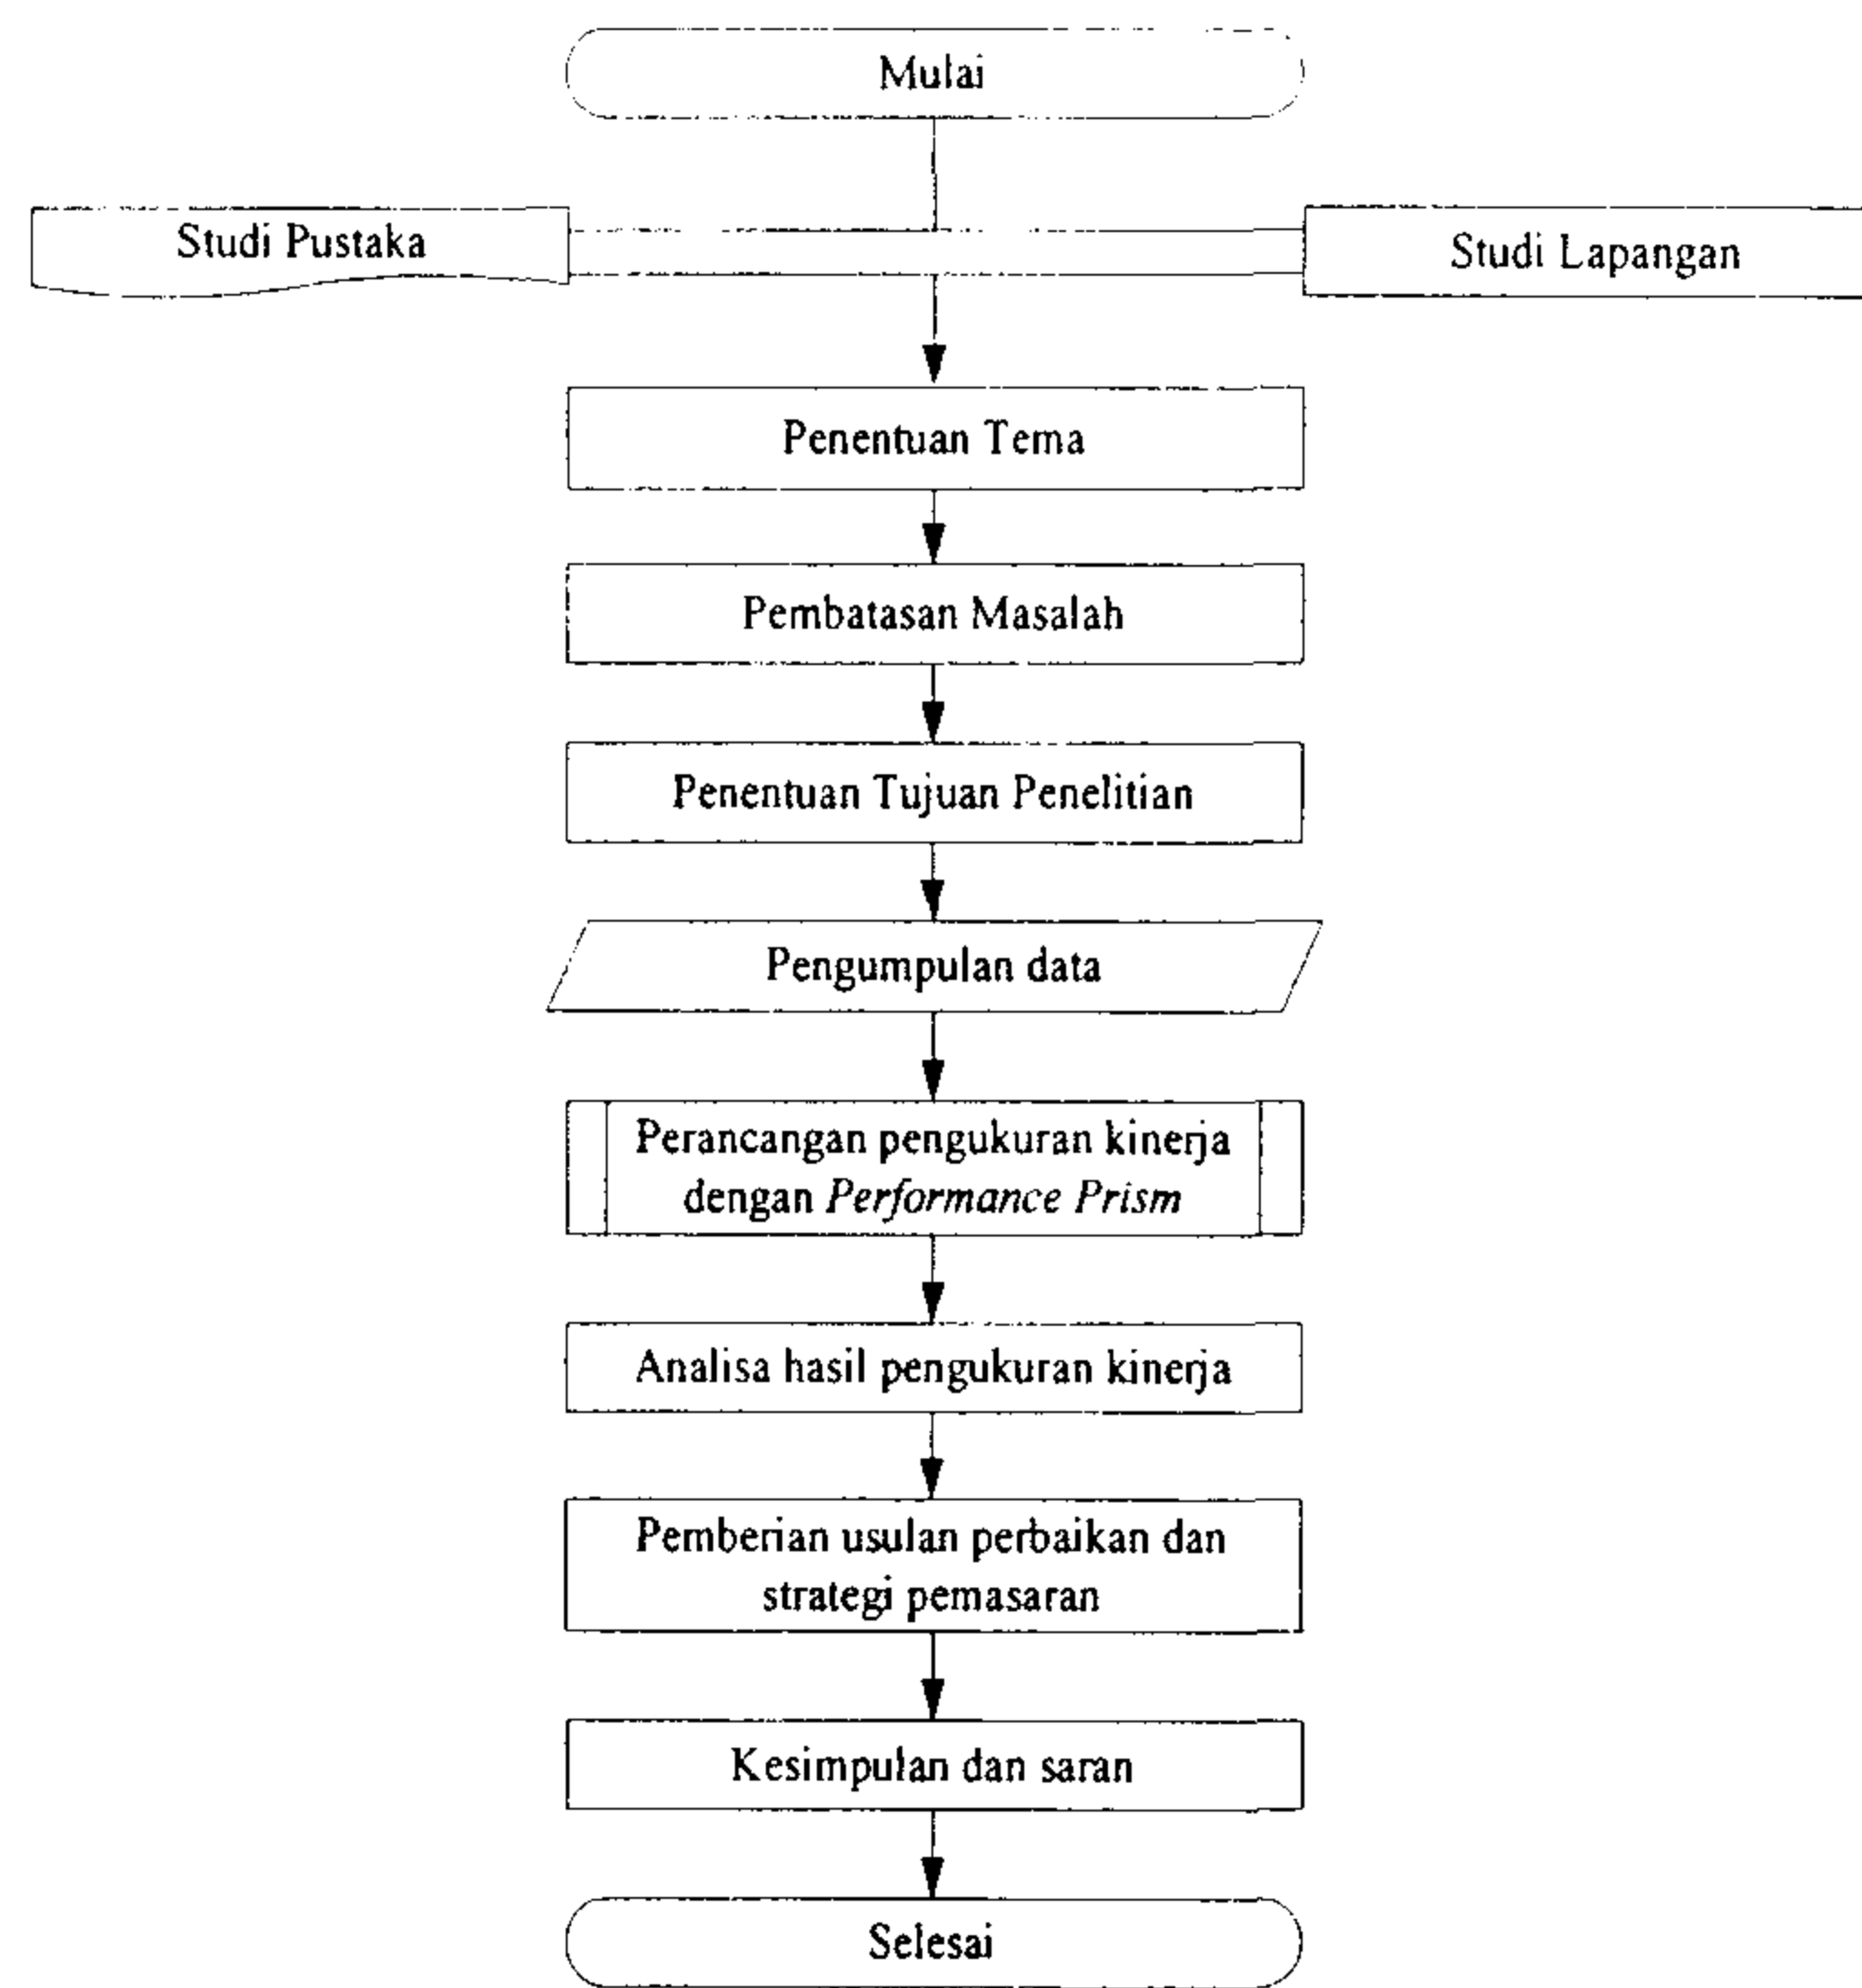 Mulai
Studi Pustaka
Studi Lapangan
Penentuan Tema
Pembatasan Masalah
Penentuan Tujuan Penelitian
Pengumpulan data
Perancangan pengukuran kinerja
dengan Performance Prism
Analisa hasil pengukuran kinerja
Pemberian usulan perbaikan dan
strategi pemasaran
Kesimpulan dan saran
Selesai